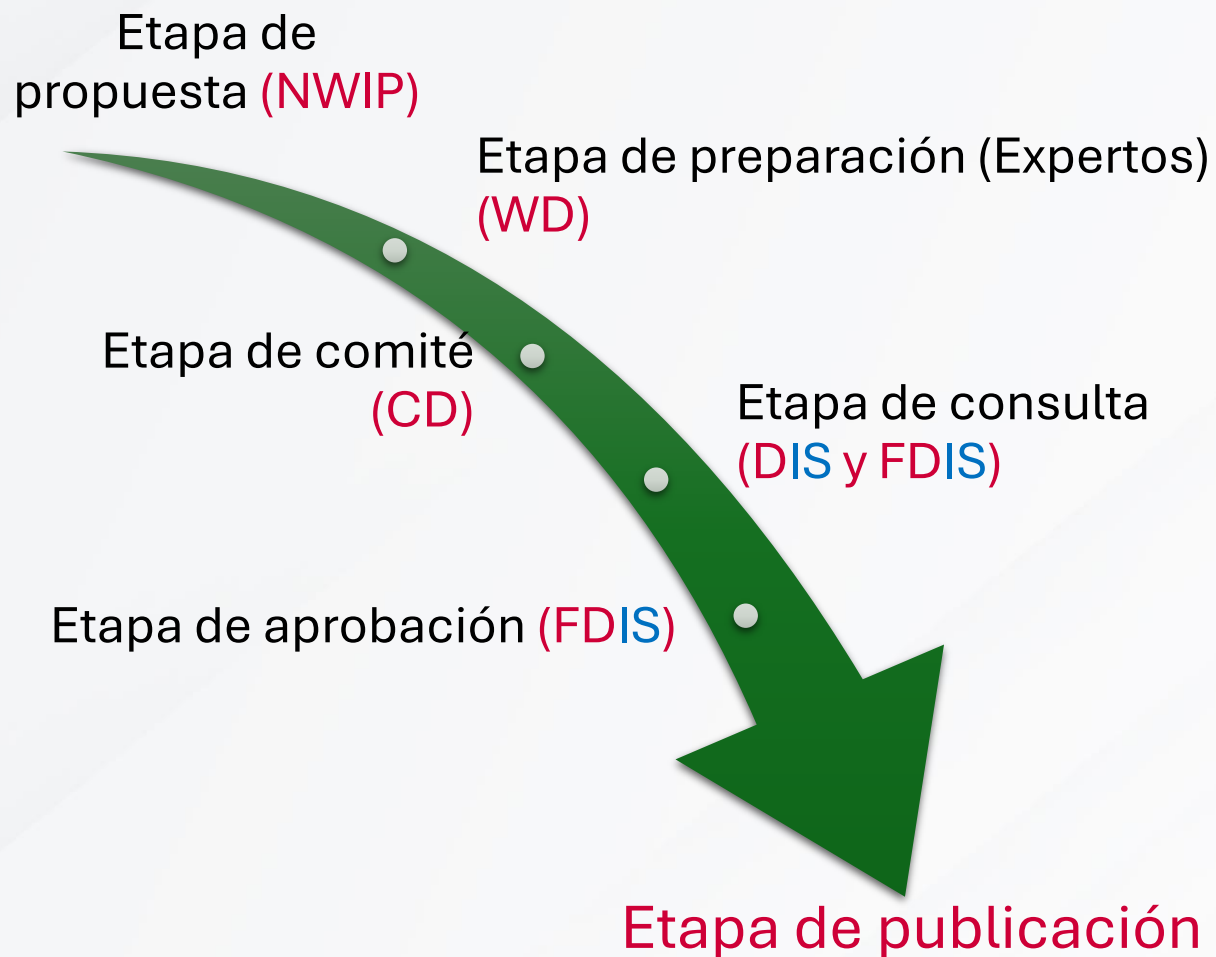 Etapa de
propuesta (NWIP)
Etapa de preparación (Expertos)
(WD)
Etapa de comité
(CD)
Etapa de consulta
(DIS y FDIS)
Etapa de aprobación (FDIS)
Etapa de publicación